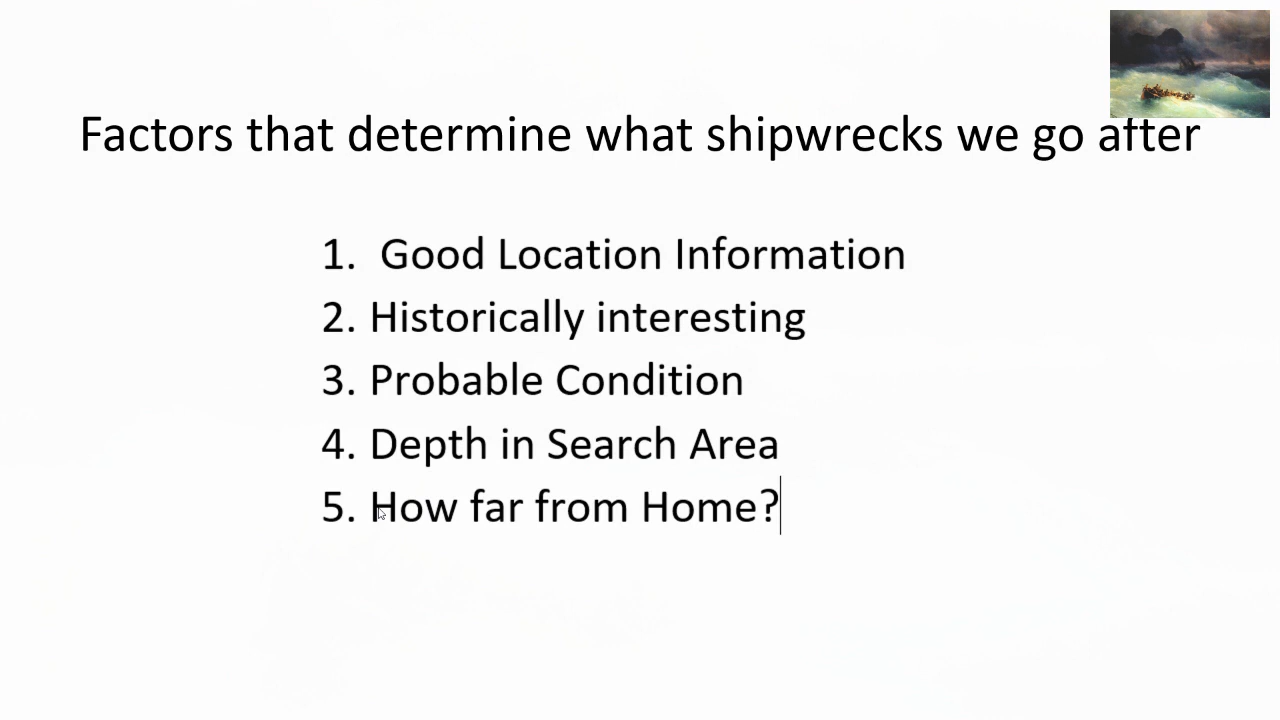 Factors that determine what shipwrecks we go after
1. Good Location Information
2. Historically interesting
3. Probable Condition
4. Depth in Search Area
5. How far from Home?